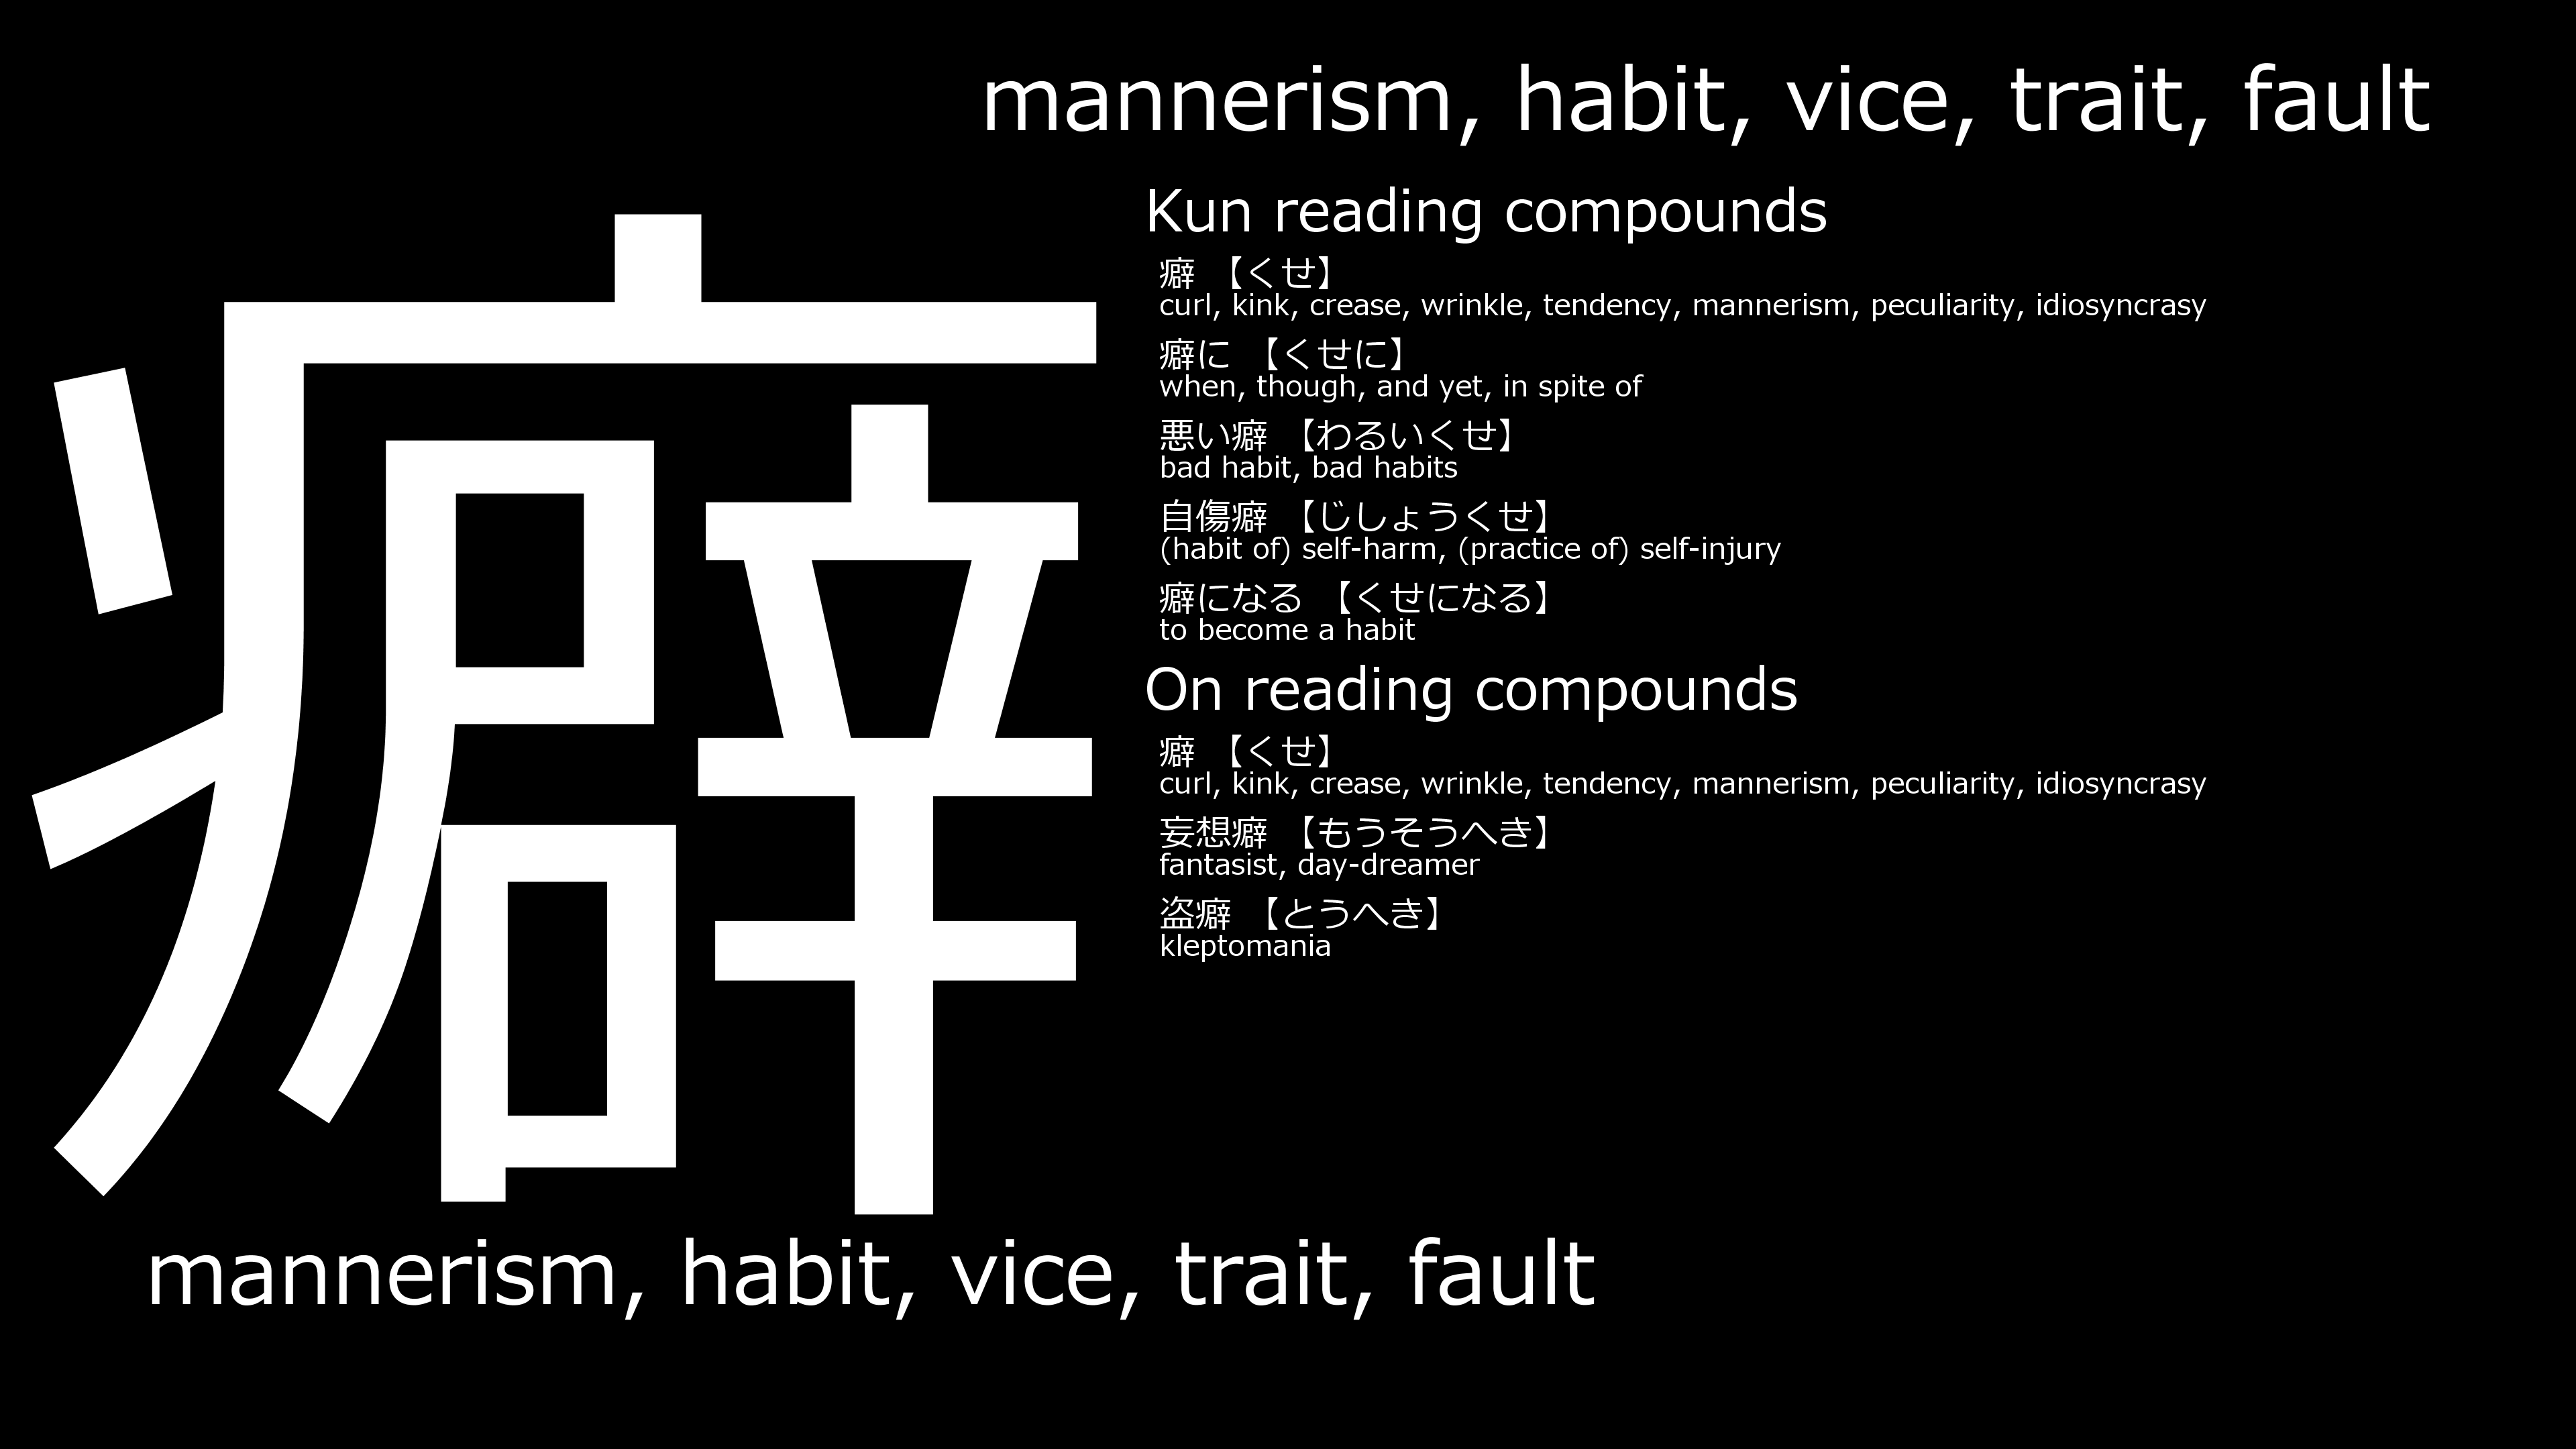 mannerism, habit, vice, trait, fault
癖
Kun reading compounds
癖 【くせ】
curl, kink, crease, wrinkle, tendency, mannerism, peculiarity, idiosyncrasy
癖に 【くせに】
when, though, and yet, in spite of
悪い癖 【わるいくせ】
bad habit, bad habits
自傷癖 【じしょうくせ】
(habit of) self-harm, (practice of) self-injury
癖になる 【くせになる】
to become a habit
On reading compounds
癖 【くせ】
curl, kink, crease, wrinkle, tendency, mannerism, peculiarity, idiosyncrasy
妄想癖 【もうそうへき】
fantasist, day-dreamer
盗癖 【とうへき】
kleptomania
mannerism, habit, vice, trait, fault